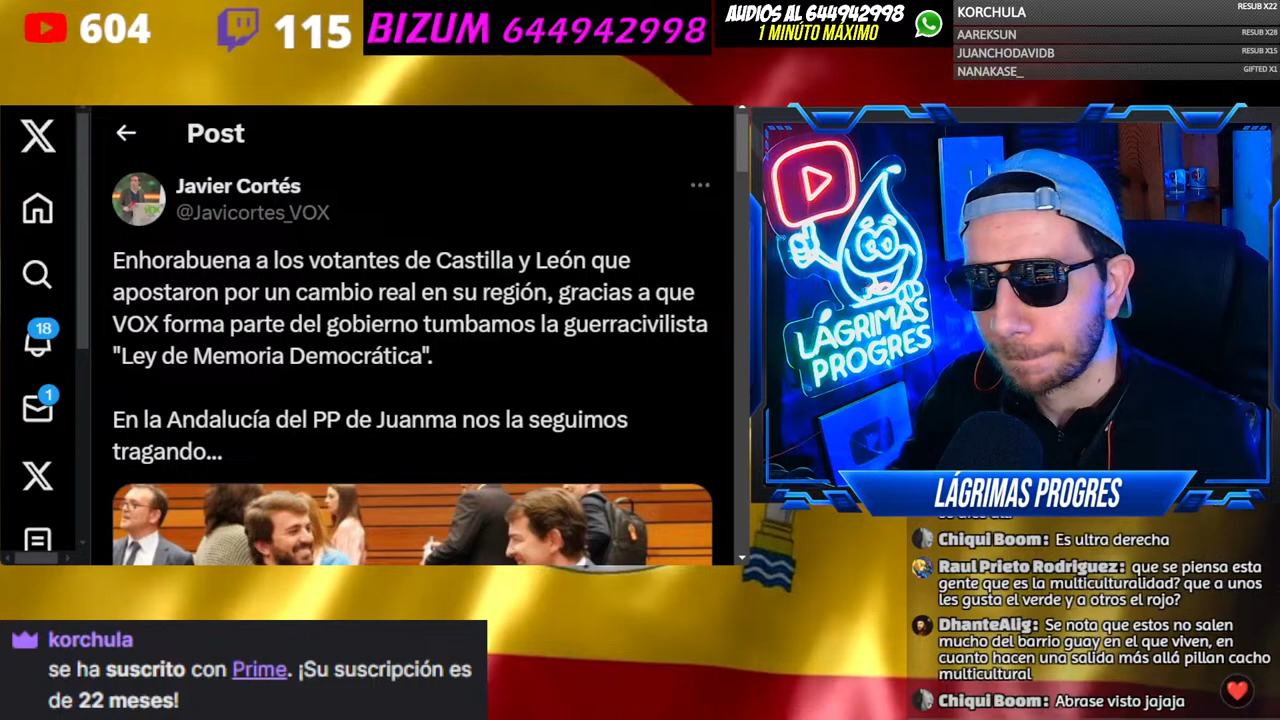 604
115
BIZUM 644942998
AUDIOS AL 644942998
1 MINÚTO MÁXIMO
KORCHULA
RESUB X22
AAREKSUN
RESUB X28
JUANCHODAVIDB
RESUB X15
NANAKASE_
GIFTED X1
Post
Javier Cortés
@Javicortes_VOX
Enhorabuena a los votantes de Castilla y León que
apostaron por un cambio real en su región, gracias a que
VOX forma parte del gobierno tumbamos la guerracivilista
"Ley de Memoria Democrática".
En la Andalucía del PP de Juanma nos la seguimos
tragando...
18
1
LÁGRIMAS
PROGRES
LÁGRIMAS PROGRES
Chiqui Boom: Es ultra derecha
Raul Prieto Rodriguez: que se piensa esta
gente que es la multiculturalidad? que a unos
les gusta el verde y a otros el rojo?
DhanteAlig: Se nota que estos no salen
mucho del barrio guay en el que viven, en
cuanto hacen una salida más allá pillan cacho
multicultural
Chiqui Boom: Abrase visto jajaja
korchula
se ha suscrito con Prime. ¡Su suscripción es
de 22 meses!